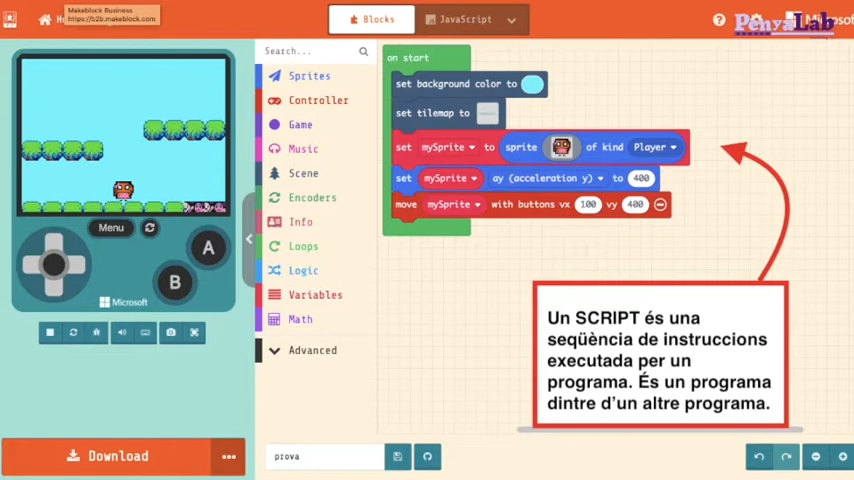 Makeblock Business
https://b2b.makeblock.com
Blocks
JavaScript
PenyaLab
Microsoft
Search...
Sprites
Controller
Game
Music
Scene
Encoders
Info
Loops
Logic
Variables
Math
Advanced
on start
set background color to
set tilemap to
set mySprite to sprite of kind Player
set mySprite ay (acceleration y) to 400
move mySprite with buttons vx 100 vy 400
Menu
A
B
Microsoft
Un SCRIPT és una
seqüència de instruccions
executada per un
programa. És un programa
dintre d'un altre programa.
Download
prova